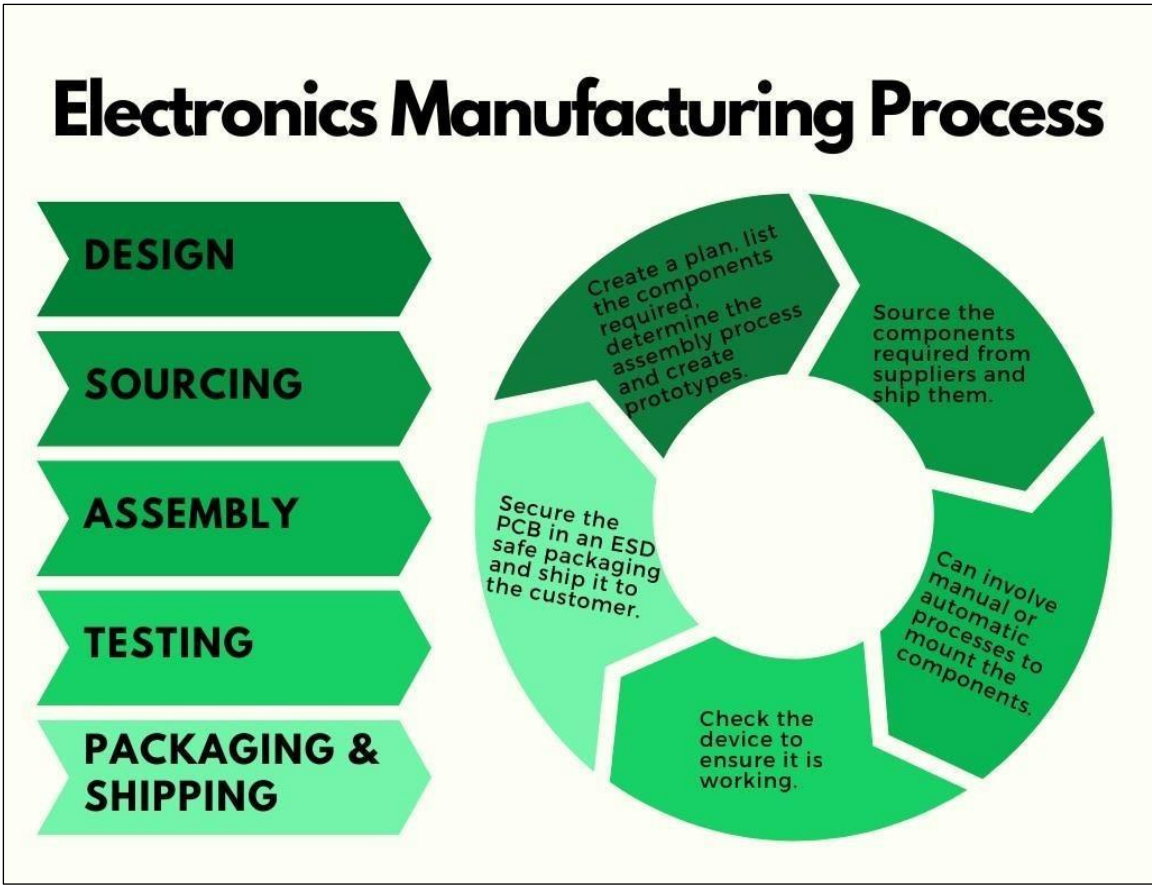 Electronics Manufacturing Process
DESIGN
SOURCING
ASSEMBLY
TESTING
PACKAGING &
SHIPPING
Create a plan, list
the components
required,
determine the
assembly process
and create
prototypes.
Source the
components
required from
suppliers and
ship them.
Can involve
manual or
automatic
processes to
mount the
components.
Check the
device to
ensure it is
working.
Secure the
PCB in an ESD
safe packaging
and ship it to
the customer.